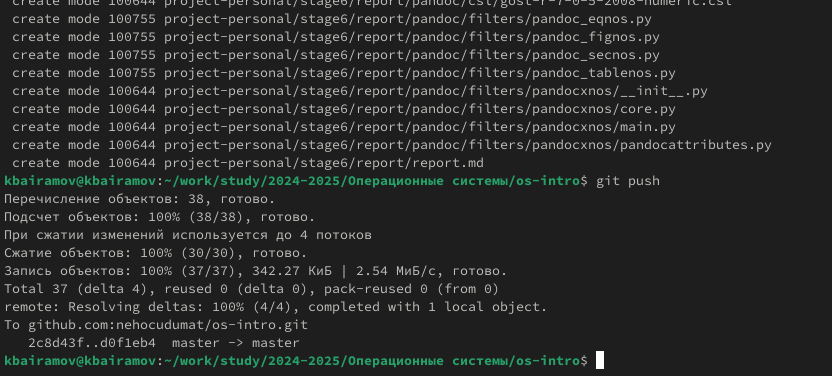 create mode 100644 project-personal/stage6/report/pandoc/csl/gost-r-7-0-5-2008-numeric.csl
create mode 100755 project-personal/stage6/report/pandoc/filters/pandoc_eqnos.py
create mode 100755 project-personal/stage6/report/pandoc/filters/pandoc_fignos.py
create mode 100755 project-personal/stage6/report/pandoc/filters/pandoc_secnos.py
create mode 100755 project-personal/stage6/report/pandoc/filters/pandoc_tablenos.py
create mode 100644 project-personal/stage6/report/pandoc/filters/pandocxnos/__init__.py
create mode 100644 project-personal/stage6/report/pandoc/filters/pandocxnos/core.py
create mode 100644 project-personal/stage6/report/pandoc/filters/pandocxnos/main.py
create mode 100644 project-personal/stage6/report/pandoc/filters/pandocxnos/pandocattributes.py
create mode 100644 project-personal/stage6/report/report.md
kbairamov@kbairamov:~/work/study/2024-2025/Операционные системы/os-intro$ git push
Перечисление объектов: 38, готово.
Подсчет объектов: 100% (38/38), готово.
При сжатии изменений используется до 4 потоков
Сжатие объектов: 100% (30/30), готово.
Запись объектов: 100% (37/37), 342.27 КиБ | 2.54 МиБ/с, готово.
Total 37 (delta 4), reused 0 (delta 0), pack-reused 0 (from 0)
remote: Resolving deltas: 100% (4/4), completed with 1 local object.
To github.com:nehocudumat/os-intro.git
2c8d43f..d0f1eb4  master -> master
kbairamov@kbairamov:~/work/study/2024-2025/Операционные системы/os-intro$